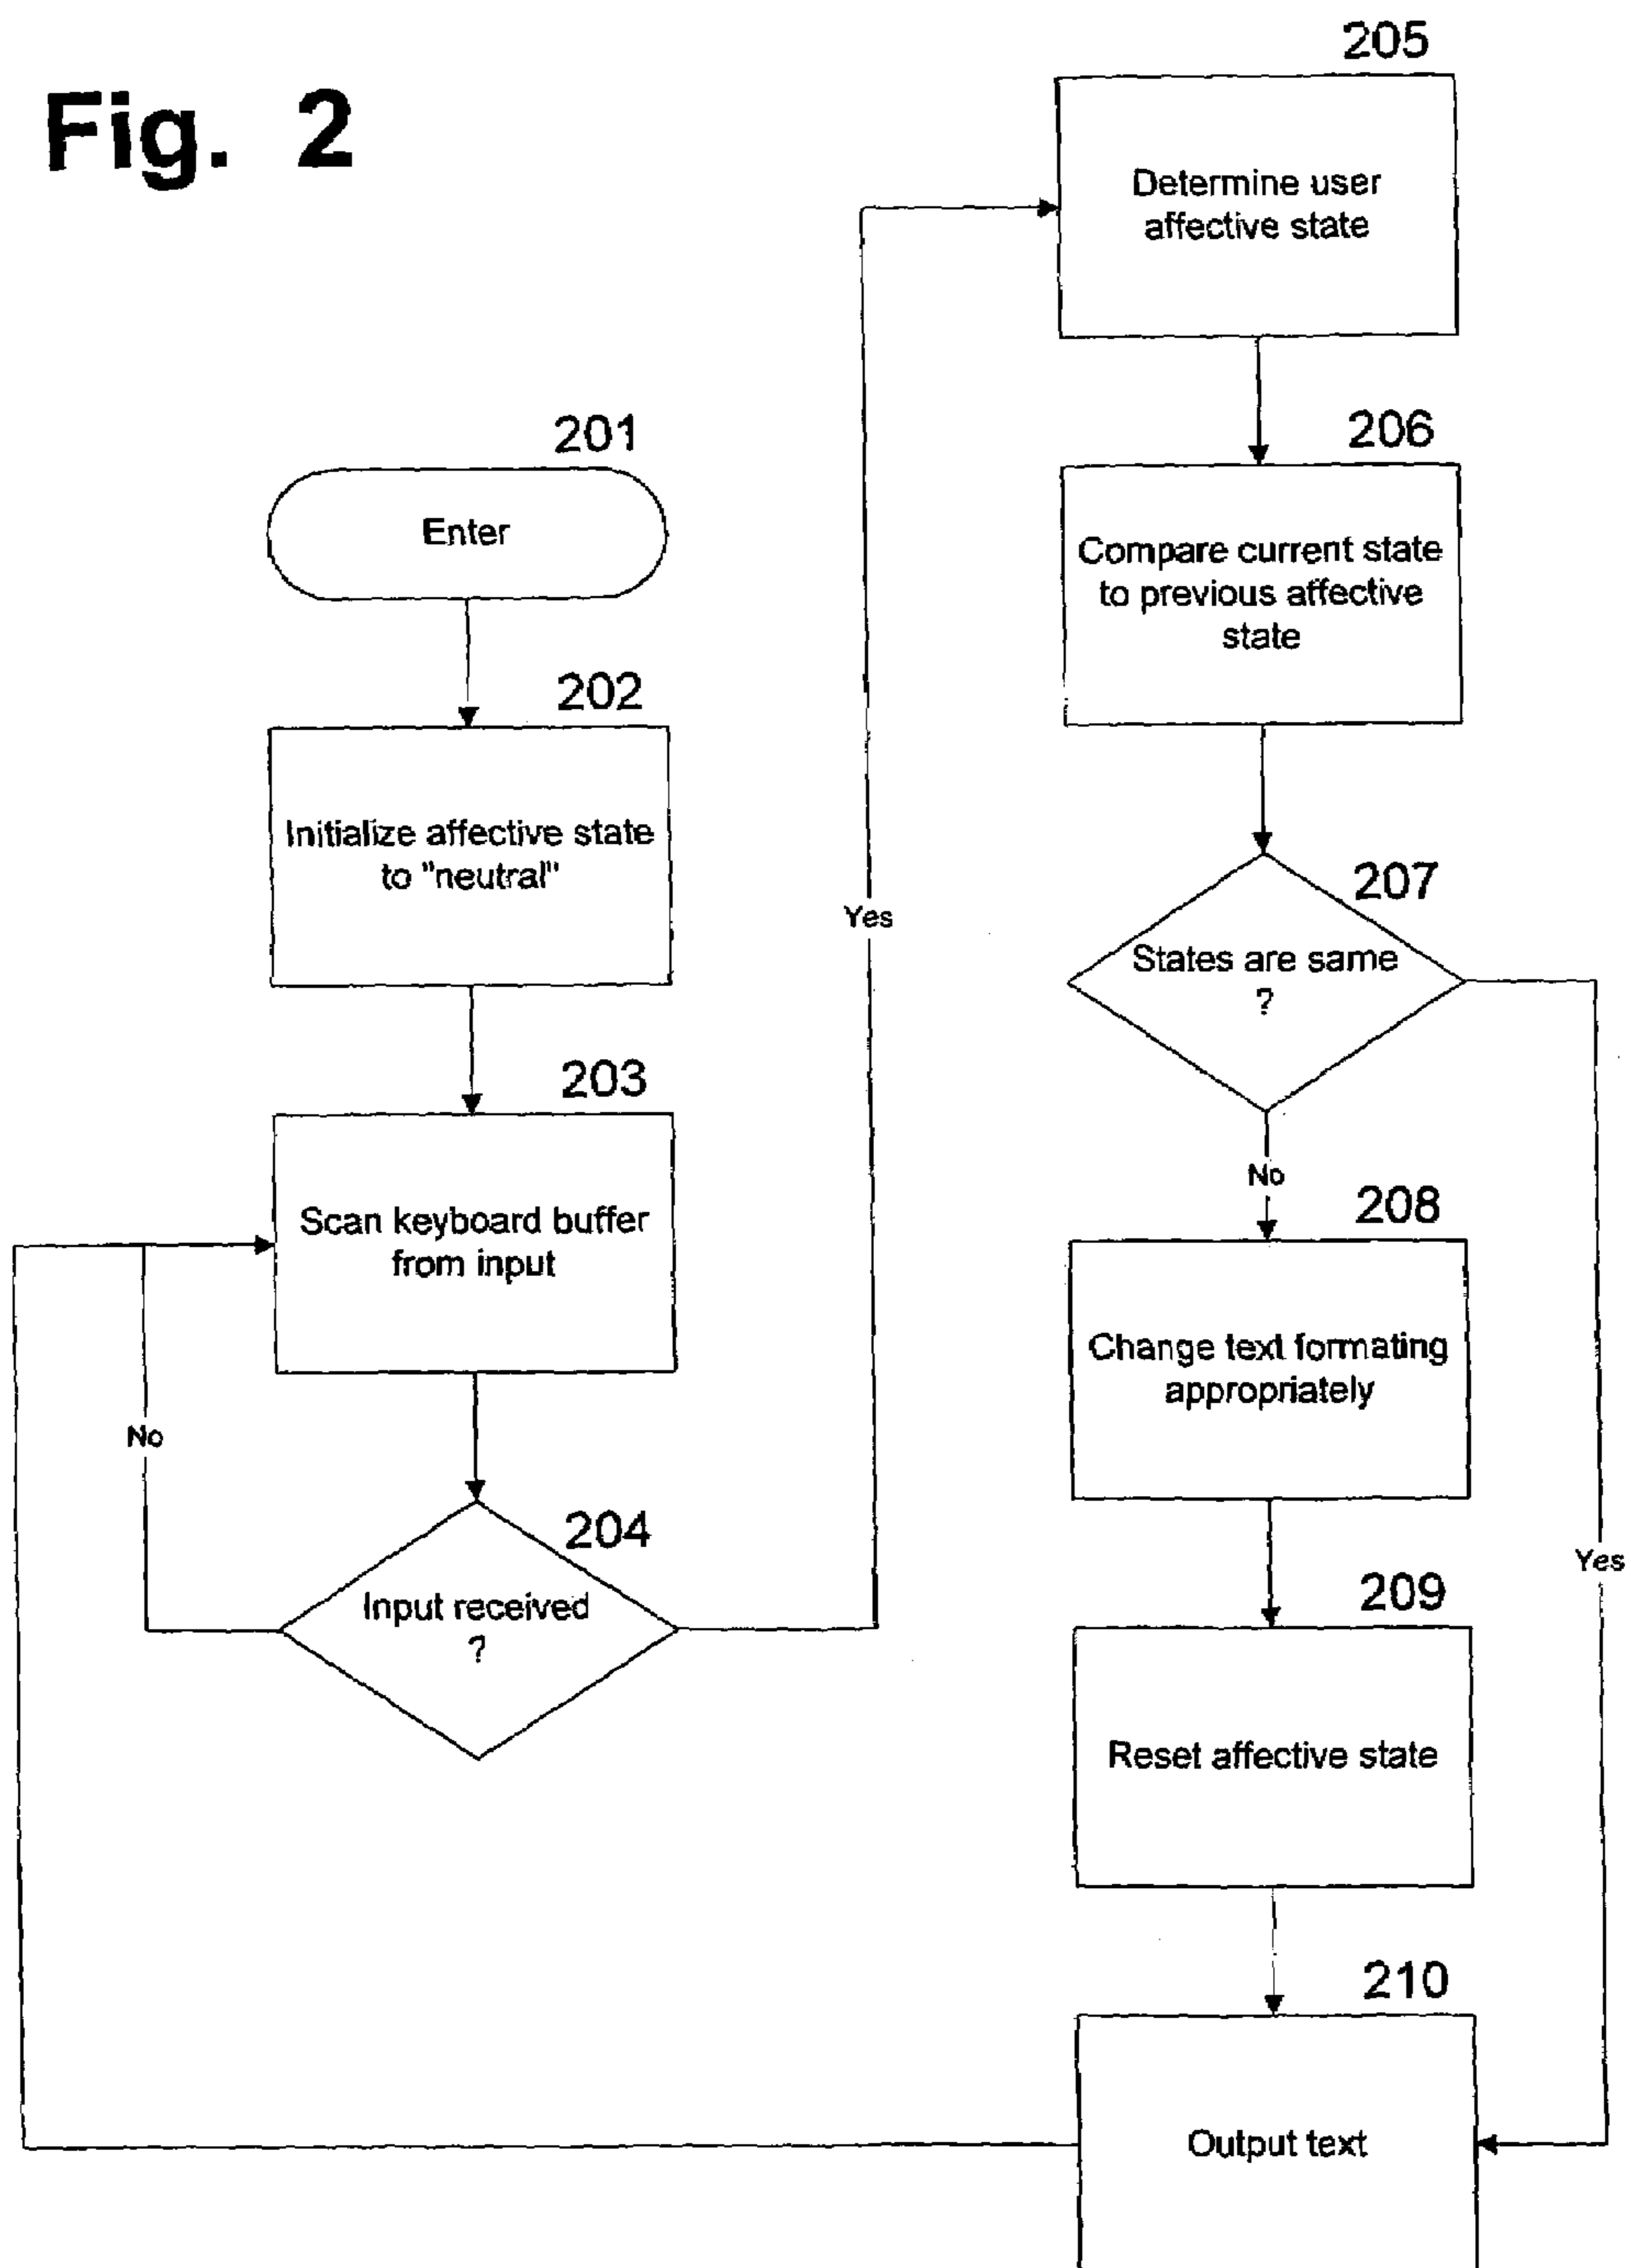 Fig. 2
201
Enter
202
Initialize affective state
to "neutral"
203
Scan keyboard buffer
from input
No
204
Input received
?
Yes
205
Determine user
affective state
206
Compare current state
to previous affective
state
207
States are same
?
No
208
Change text formating
appropriately
Yes
209
Reset affective state
210
Output text